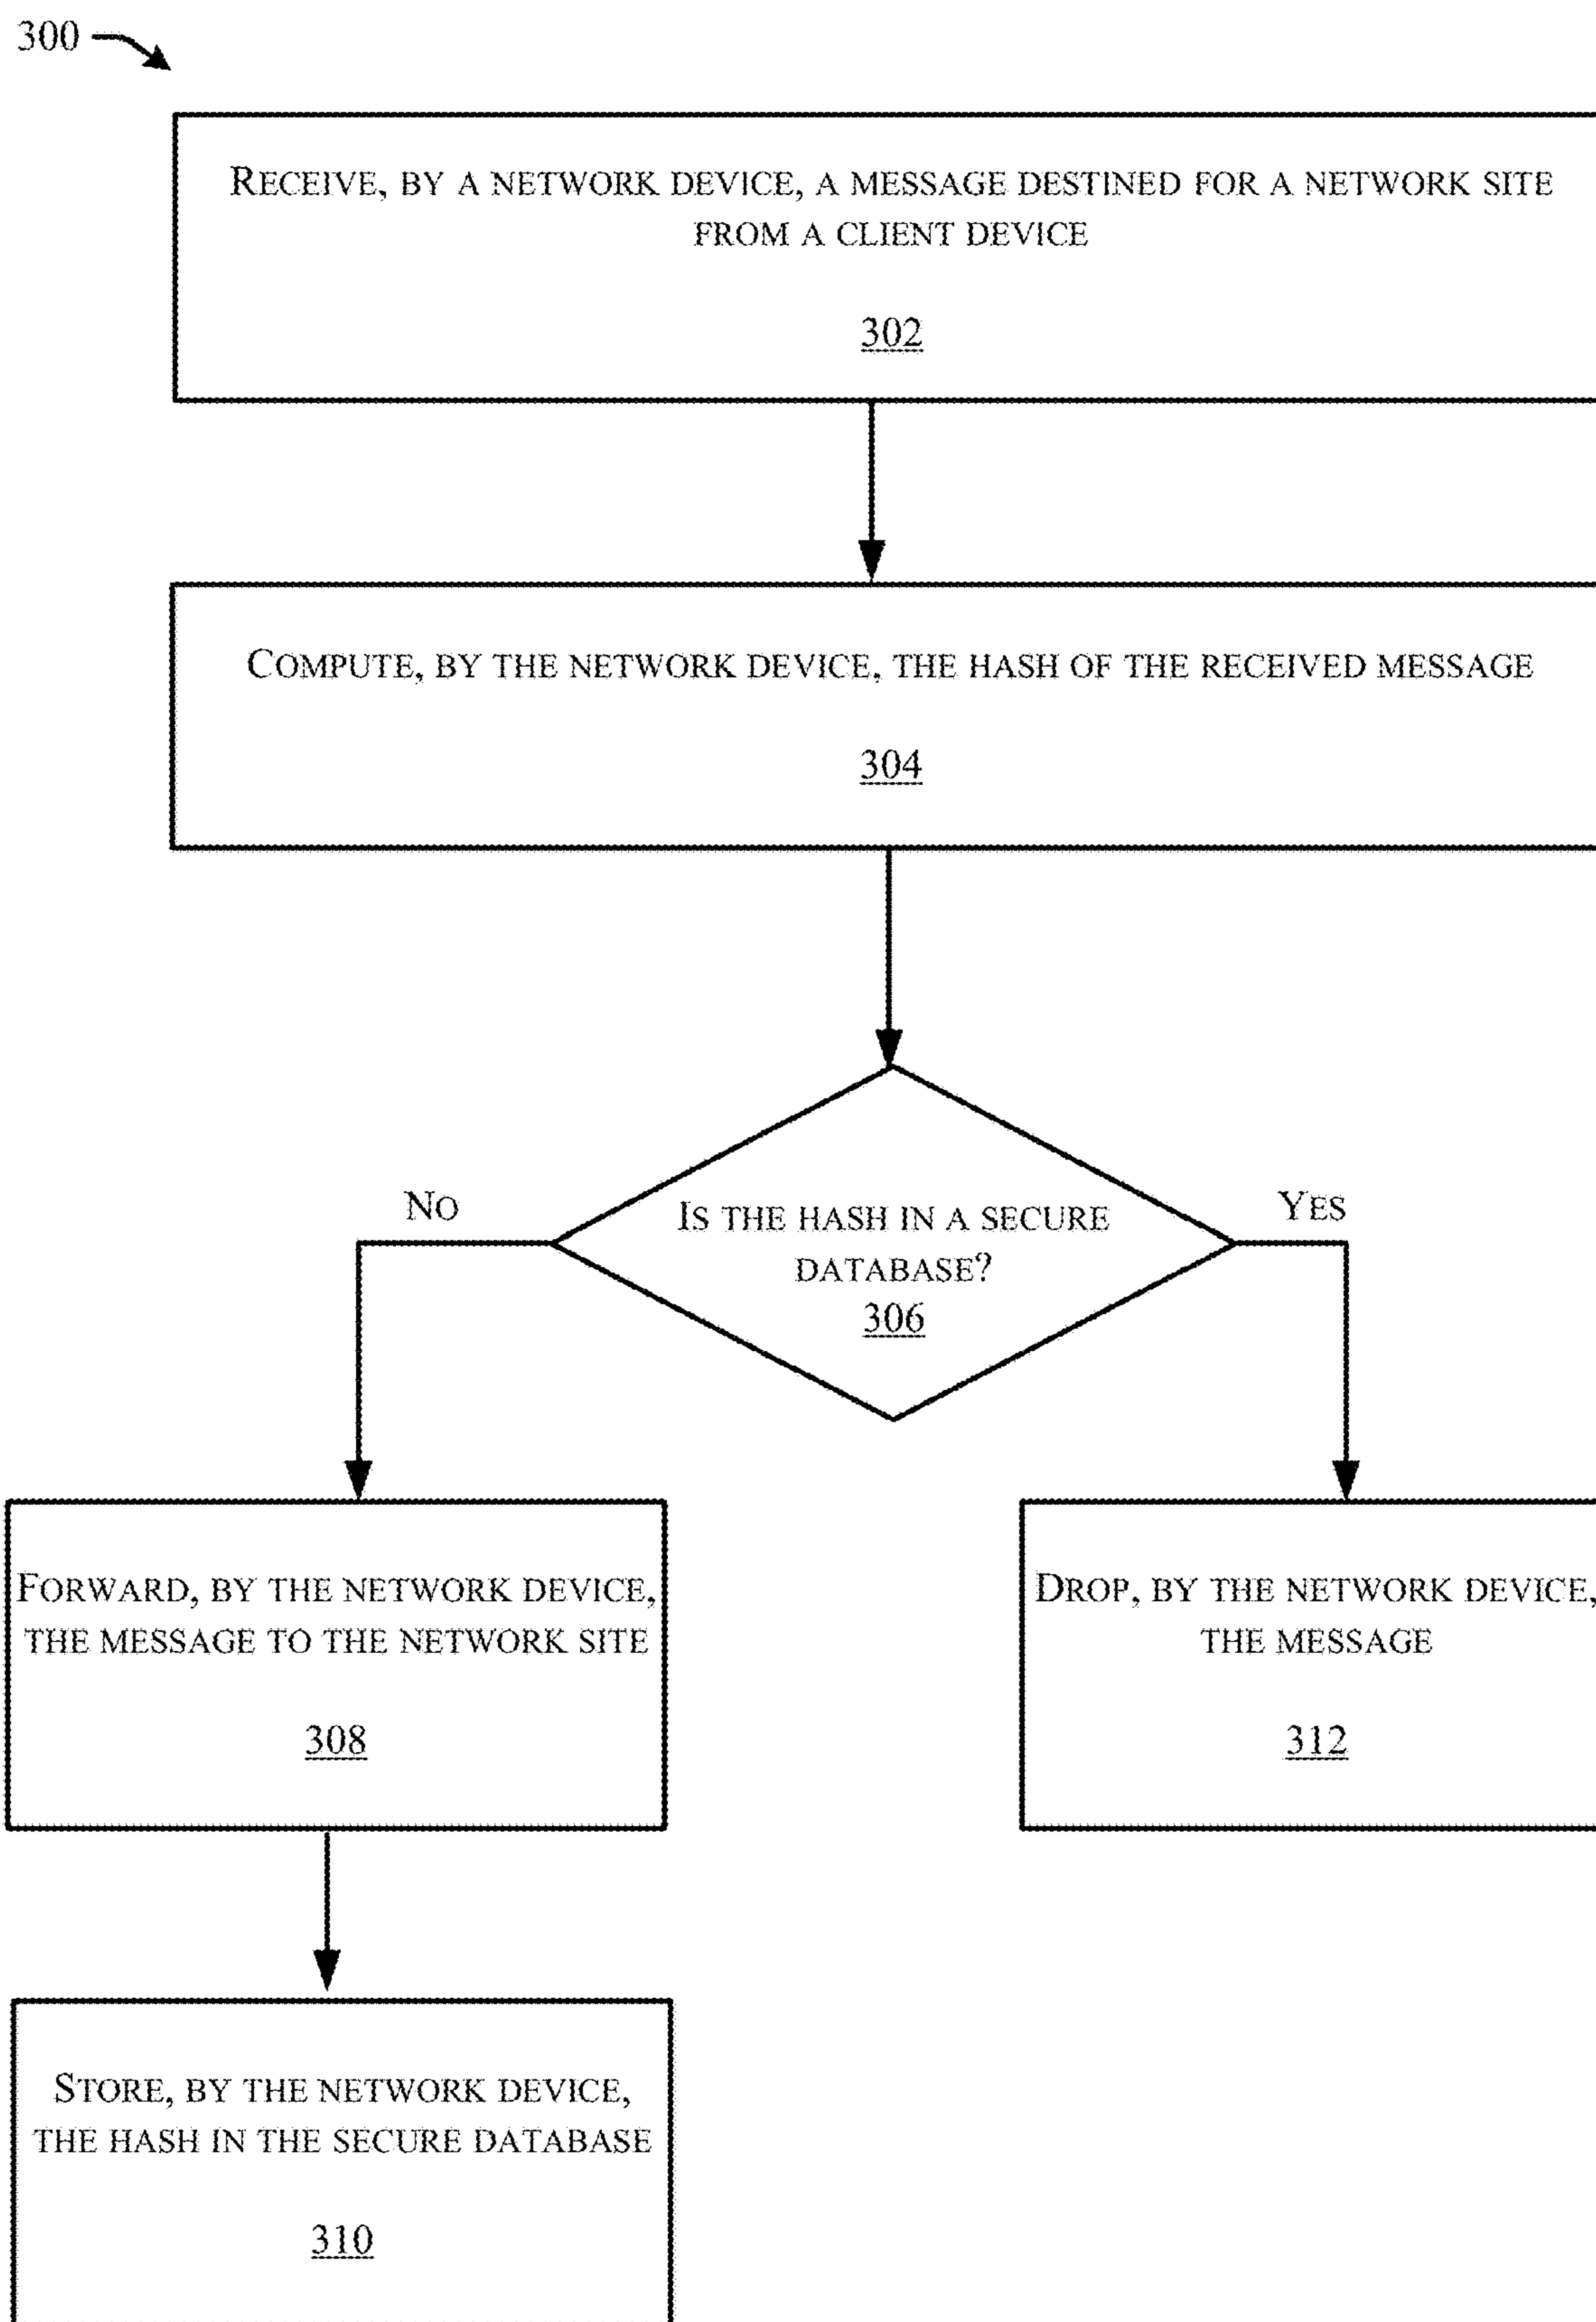 300
RECEIVE, BY A NETWORK DEVICE, A MESSAGE DESTINED FOR A NETWORK SITE
FROM A CLIENT DEVICE
302
COMPUTE, BY THE NETWORK DEVICE, THE HASH OF THE RECEIVED MESSAGE
304
NO
YES
IS THE HASH IN A SECURE
DATABASE?
306
FORWARD, BY THE NETWORK DEVICE,
THE MESSAGE TO THE NETWORK SITE
308
DROP, BY THE NETWORK DEVICE,
THE MESSAGE
312
STORE, BY THE NETWORK DEVICE,
THE HASH IN THE SECURE DATABASE
310